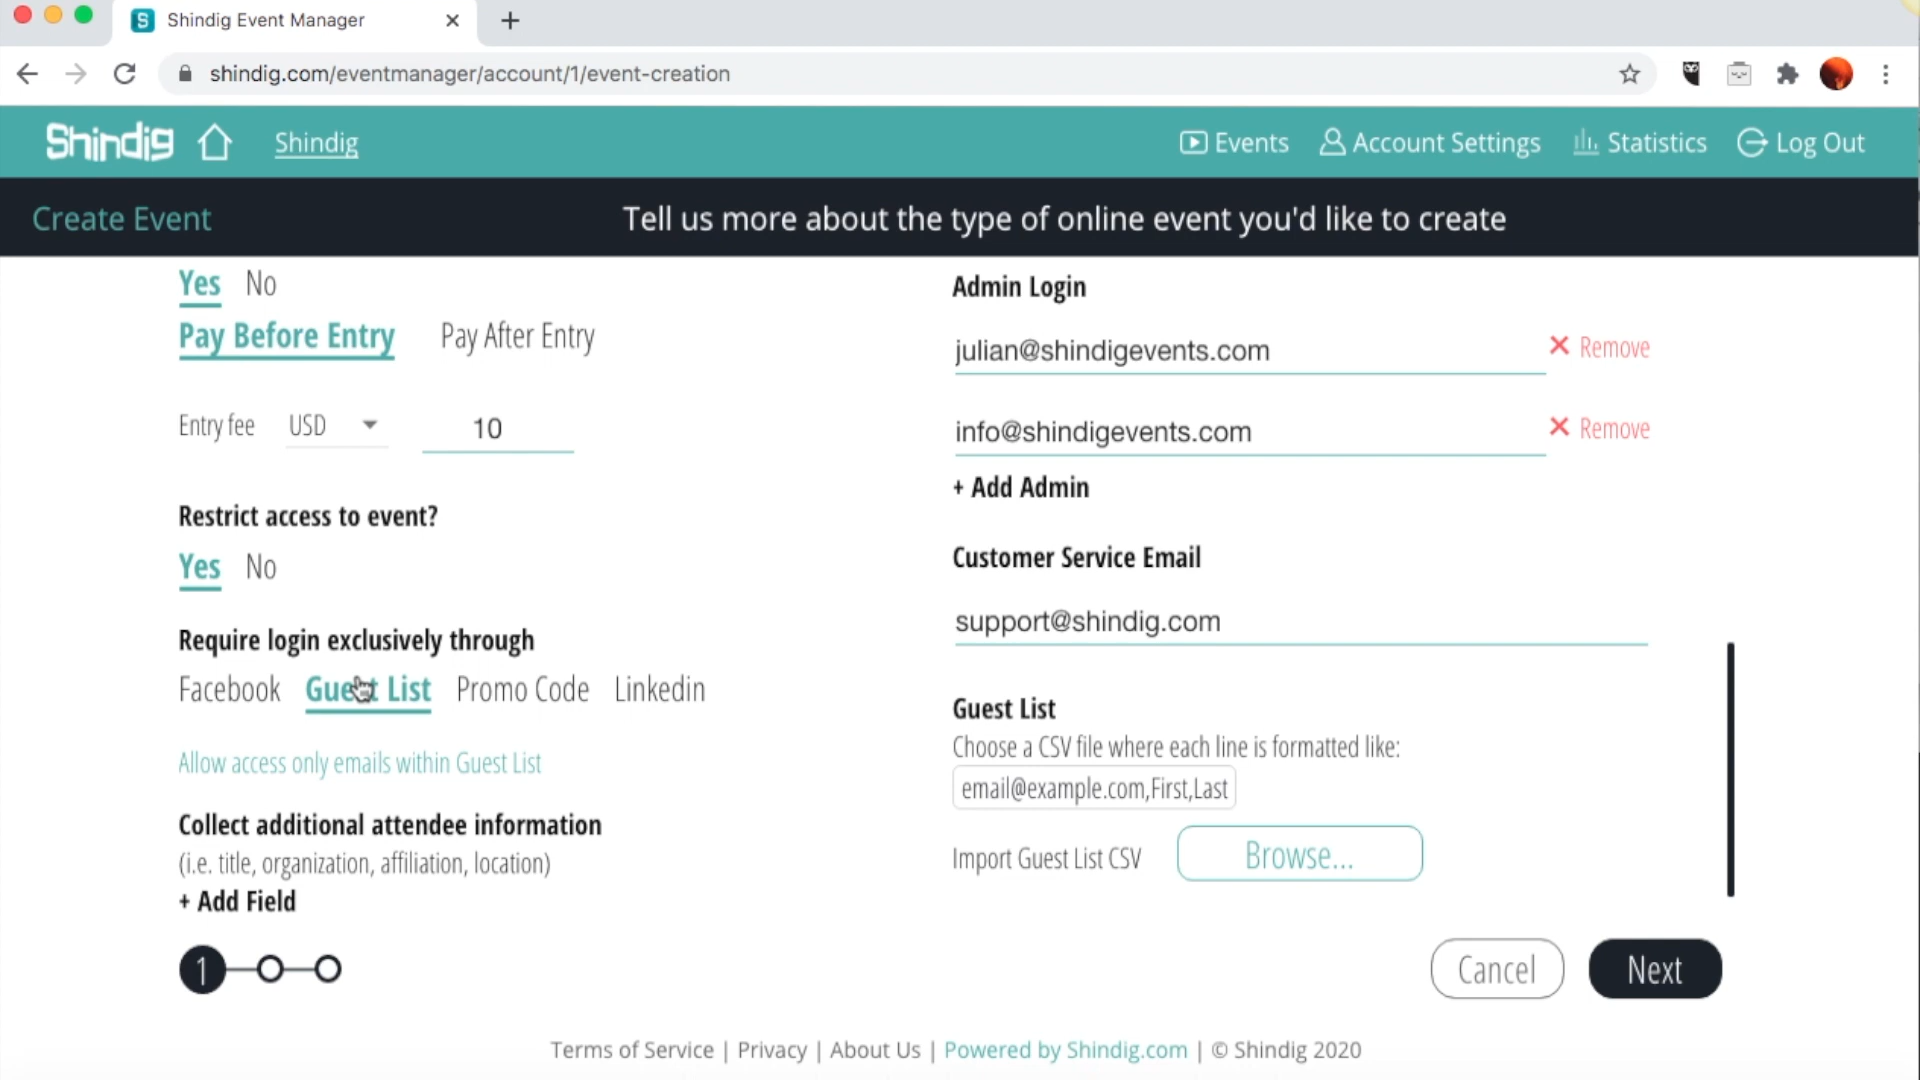 Shindig Event Manager
shindig.com/eventmanager/account/1/event-creation
Shindig Shindig Events Account Settings Statistics Log Out
Create Event Tell us more about the type of online event you'd like to create
Yes No
Pay Before Entry Pay After Entry
Entry fee USD 10
Restrict access to event?
Yes No
Require login exclusively through
Facebook Guest List Promo Code Linkedin
Allow access only emails within Guest List
Collect additional attendee information
(i.e. title, organization, affiliation, location)
+ Add Field
1
Admin Login
julian@shindigevents.com Remove
info@shindigevents.com Remove
+ Add Admin
Customer Service Email
support@shindig.com
Guest List
Choose a CSV file where each line is formatted like:
email@example.com,First,Last
Import Guest List CSV Browse...
Cancel Next
Terms of Service | Privacy | About Us | Powered by Shindig.com | © Shindig 2020